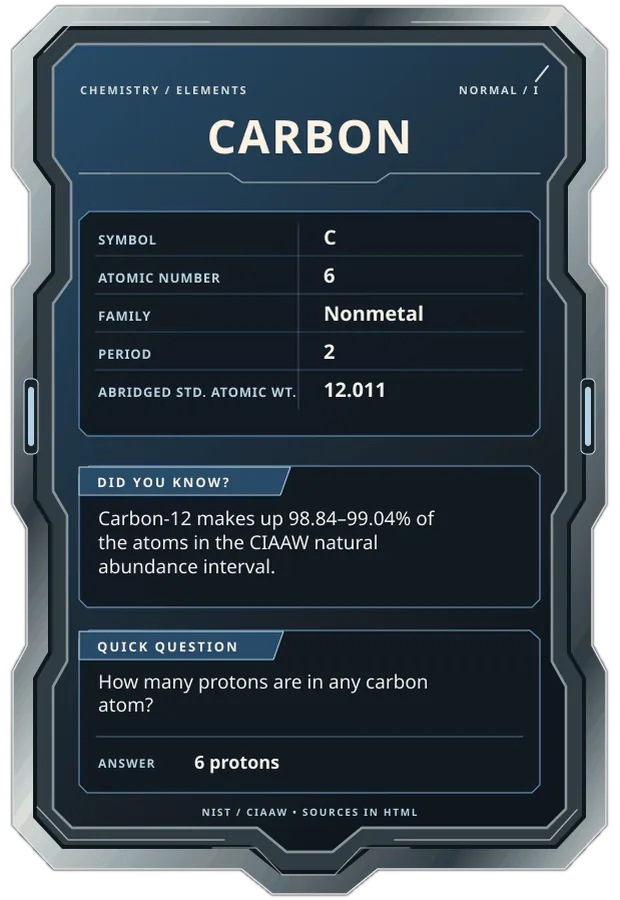 CHEMISTRY / ELEMENTS
NORMAL / I
CARBON
SYMBOL C
ATOMIC NUMBER 6
FAMILY Nonmetal
PERIOD 2
ABRIDGED STD. ATOMIC WT. 12.011
DID YOU KNOW?
Carbon-12 makes up 98.84–99.04% of
the atoms in the CIAAW natural
abundance interval.
QUICK QUESTION
How many protons are in any carbon
atom?
ANSWER 6 protons
NIST / CIAAW • SOURCES IN HTML